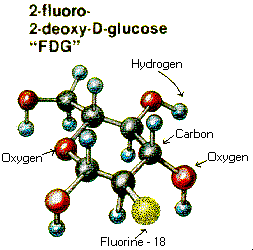 2-fluoro-
2-deoxy-D-glucose
"FDG"
Hydrogen
Carbon
Oxygen
Oxygen
Fluorine - 18